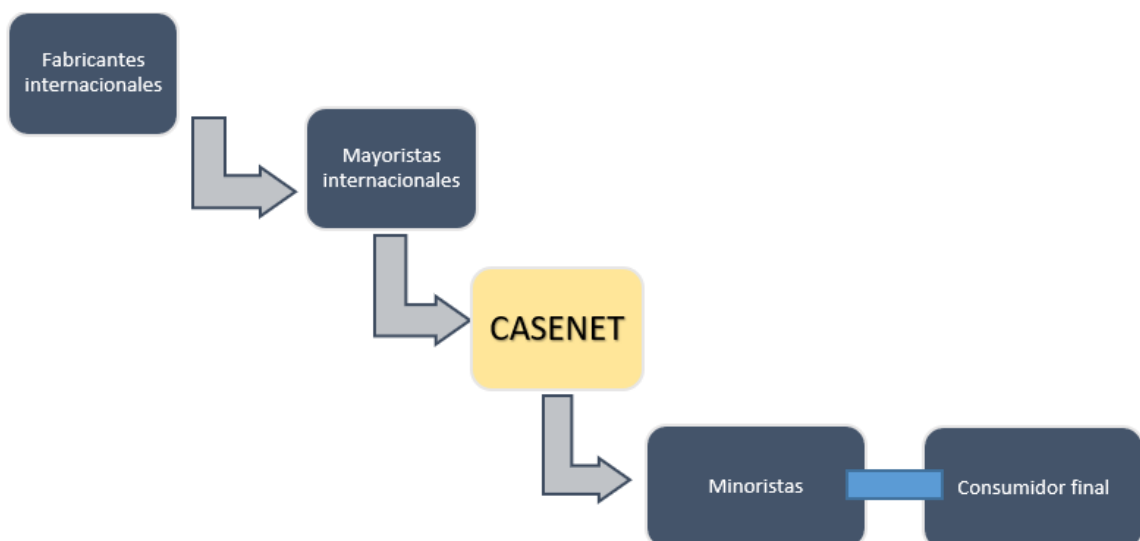 Fabricantes
internacionales
Mayoristas
internacionales
CASENET
Minoristas
Consumidor final